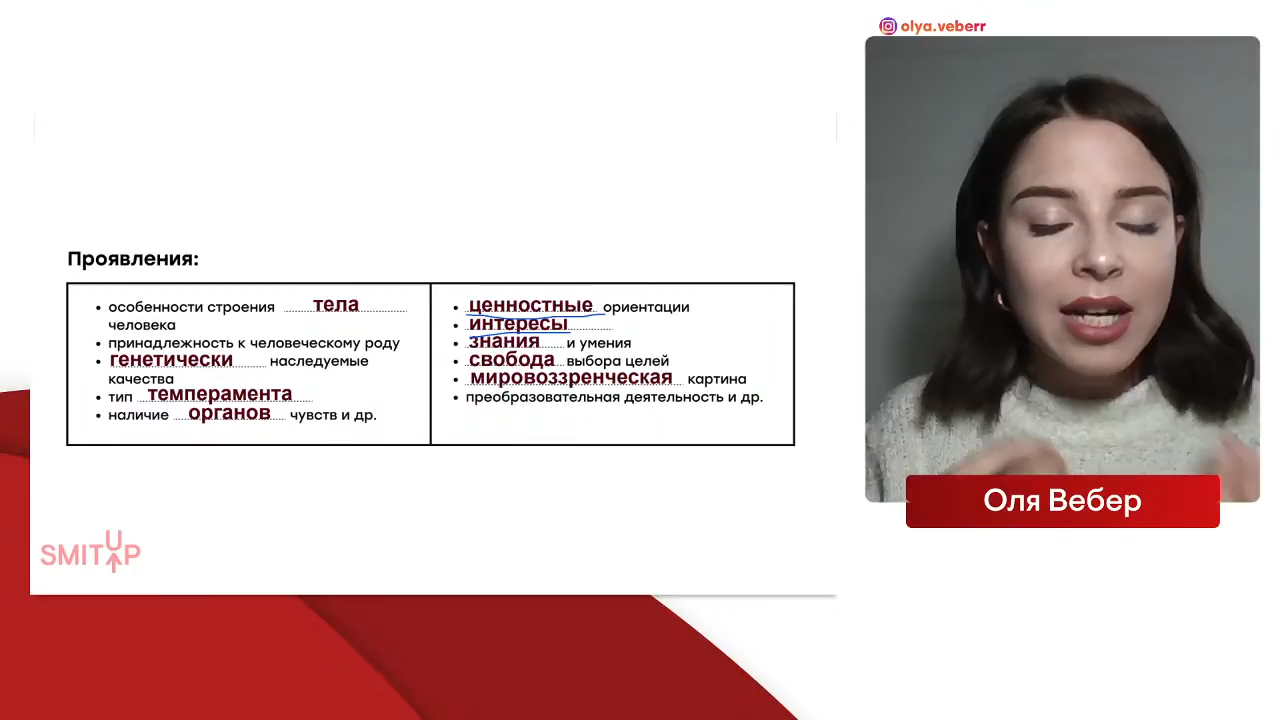 olya.veberr
Проявления:
особенности строения тела
человека
принадлежность к человеческому роду
генетически наследуемые
качества
тип темперамента
наличие органов чувств и др.
ценностные ориентации
интересы
знания и умения
свобода выбора целей
мировоззренческая картина
преобразовательная деятельность и др.
Оля Вебер
SMITUP